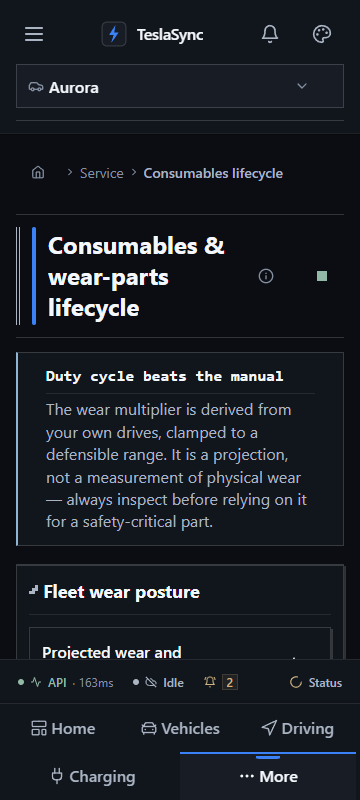 TeslaSync
Aurora
Service
Consumables lifecycle
Consumables &
wear-parts
lifecycle
Duty cycle beats the manual
The wear multiplier is derived from
your own drives, clamped to a
defensible range. It is a projection,
not a measurement of physical wear
— always inspect before relying on it
for a safety-critical part.
Fleet wear posture
Projected wear and
API · 163ms
Idle
2
Status
Home
Vehicles
Driving
Charging
More